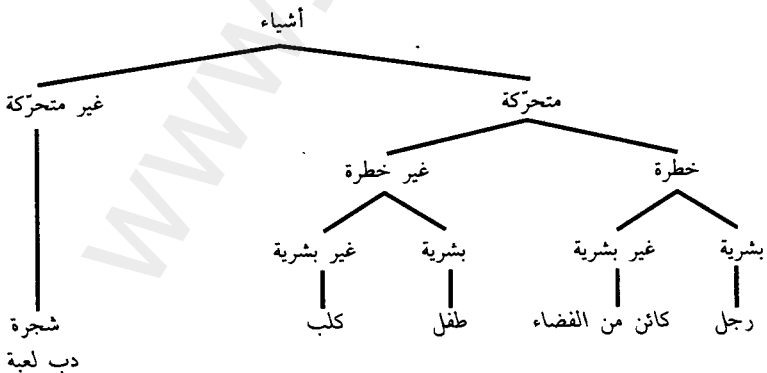 أشياء
متحرّكة
غير متحرّكة
خطرة
غير خطرة
بشرية
غير بشرية
بشرية
غير بشرية
رجل
كائن من الفضاء
طفل
كلب
شجرة
دب لعبة
www.